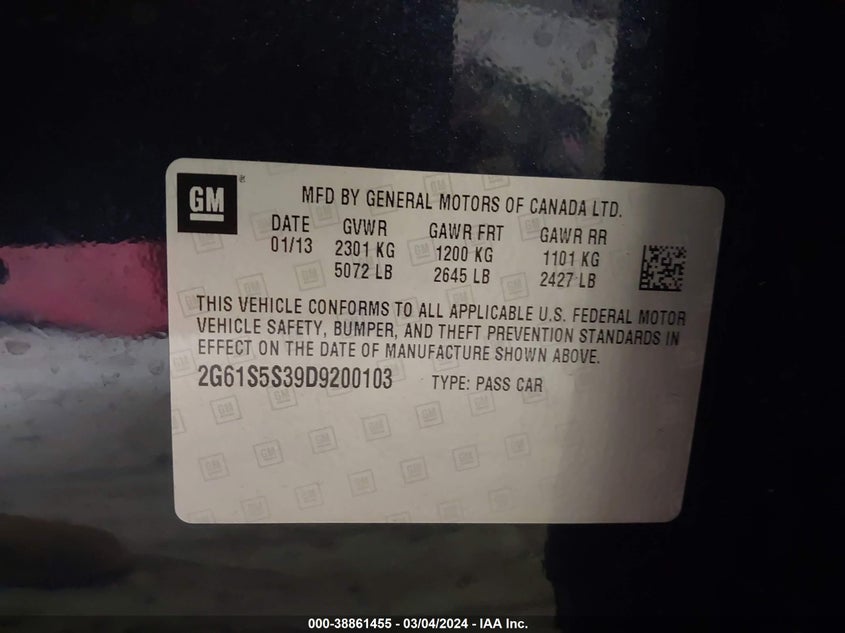 GM ®
MFD BY GENERAL MOTORS OF CANADA LTD.
DATE GVWR GAWR FRT GAWR RR
01/13 2301 KG 1200 KG 1101 KG
5072 LB 2645 LB 2427 LB
THIS VEHICLE CONFORMS TO ALL APPLICABLE U.S. FEDERAL MOTOR
VEHICLE SAFETY, BUMPER, AND THEFT PREVENTION STANDARDS IN
EFFECT ON THE DATE OF MANUFACTURE SHOWN ABOVE.
2G61S5S39D9200103 TYPE: PASS CAR
000-38861455 - 03/04/2024 - IAA Inc.